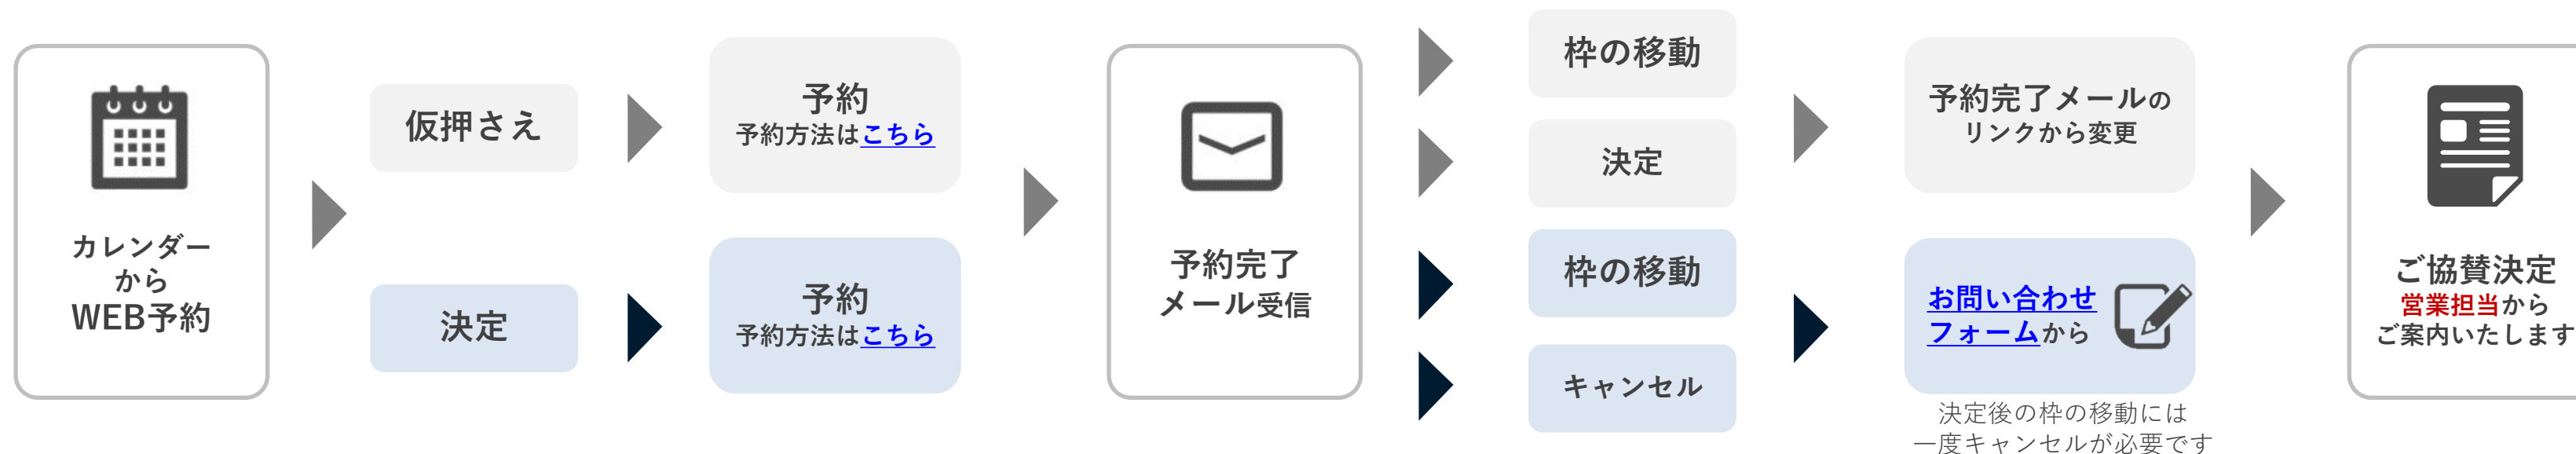 カレンダー
から
WEB予約
仮押さえ
予約
予約方法はこちら
決定
予約
予約方法はこちら
予約完了
メール受信
枠の移動
決定
枠の移動
キャンセル
予約完了メールの
リンクから変更
お問い合わせ
フォームから
決定後の枠の移動には
一度キャンセルが必要です
ご協賛決定
営業担当から
ご案内いたします